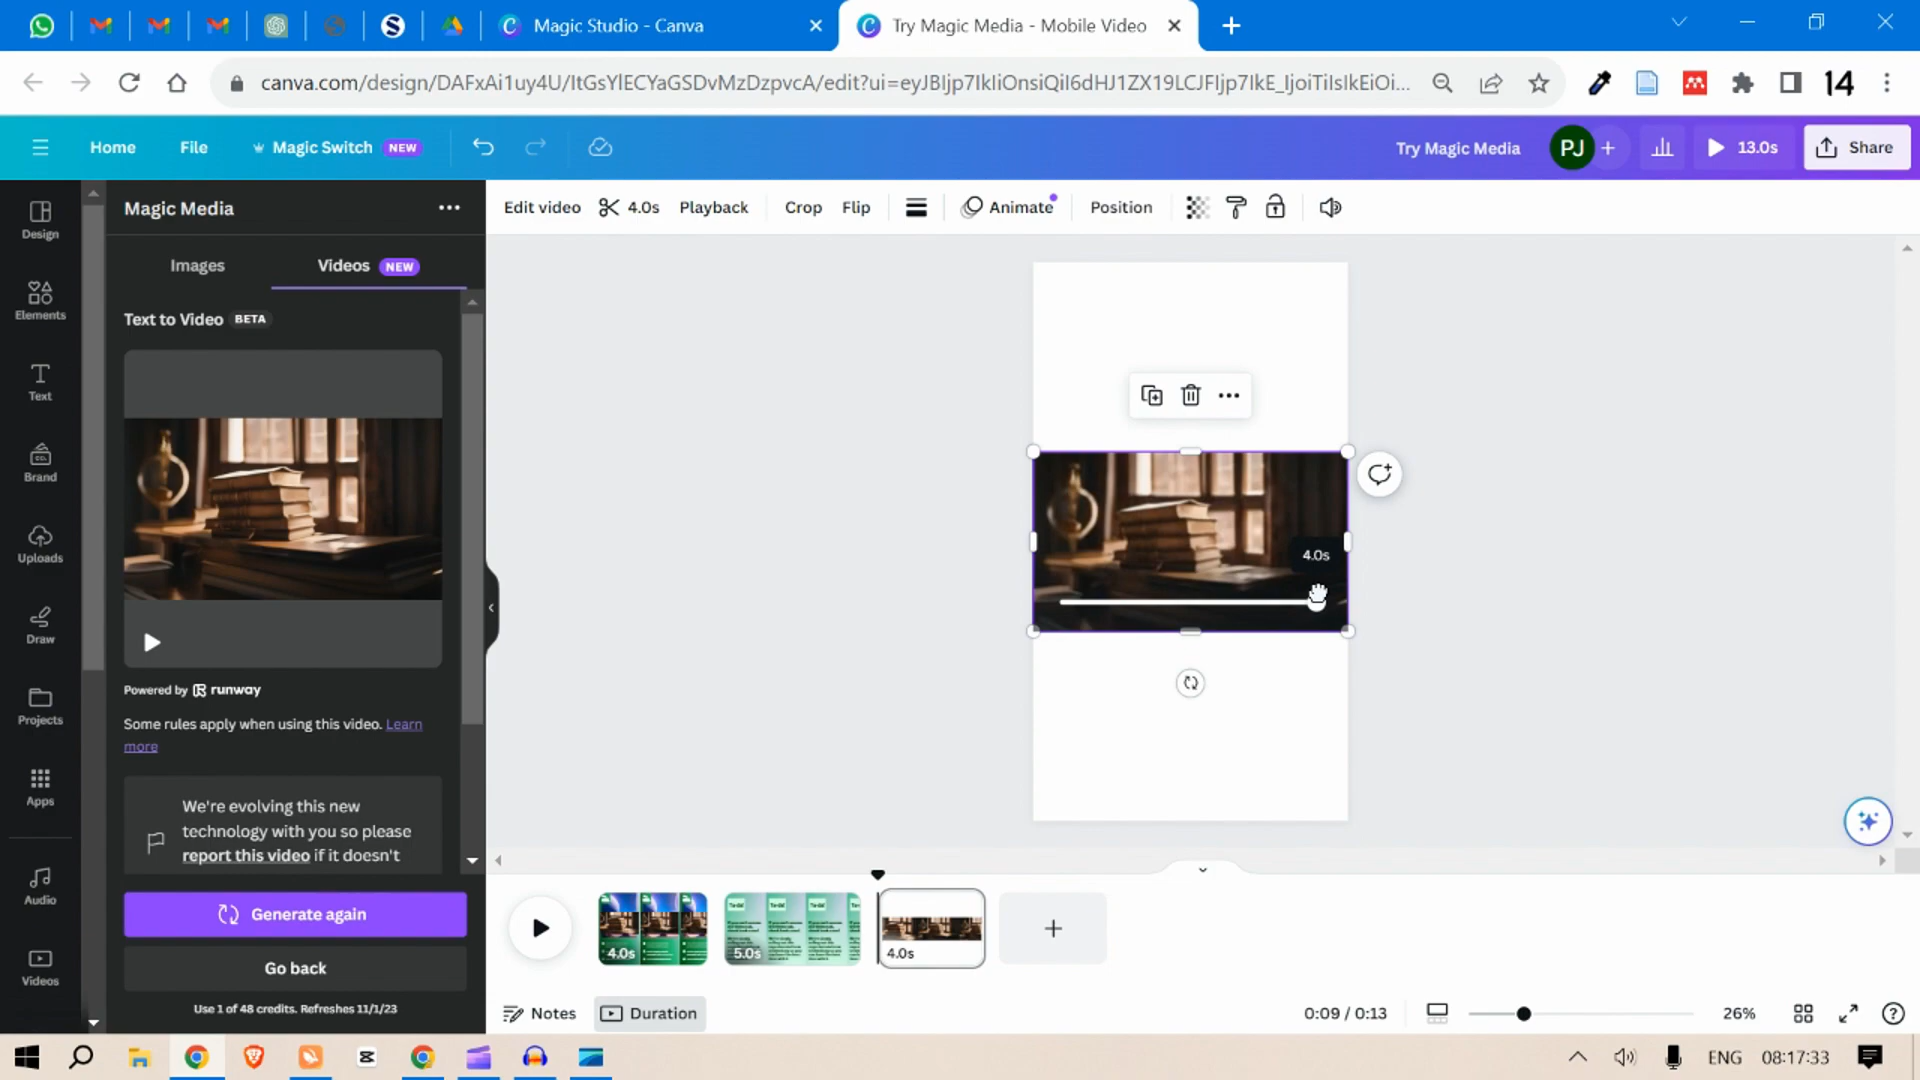 Magic Studio - Canva
Try Magic Media - Mobile Video
canva.com/design/DAFxAi1uy4U/ItGsYlECYaGSDvMzDzpvcA/edit?ui=eyJBIjp7IkIiOnsiQiI6dHJ1ZX19LCJFIjp7IkE_IjoiTiIsIkEiOi...
14
Home
File
Magic Switch NEW
Try Magic Media
PJ
13.0s
Share
Design
Elements
Text
Brand
Uploads
Draw
Projects
Apps
Audio
Videos
Magic Media
Images
Videos NEW
Text to Video BETA
Powered by runway
Some rules apply when using this video. Learn
more
We're evolving this new
technology with you so please
report this video if it doesn't
Generate again
Go back
Use 1 of 48 credits. Refreshes 11/1/23
Edit video
4.0s
Playback
Crop
Flip
Animate
Position
4.0s
4.0s
5.0s
4.0s
Notes
Duration
0:09 / 0:13
26%
ENG
08:17:33